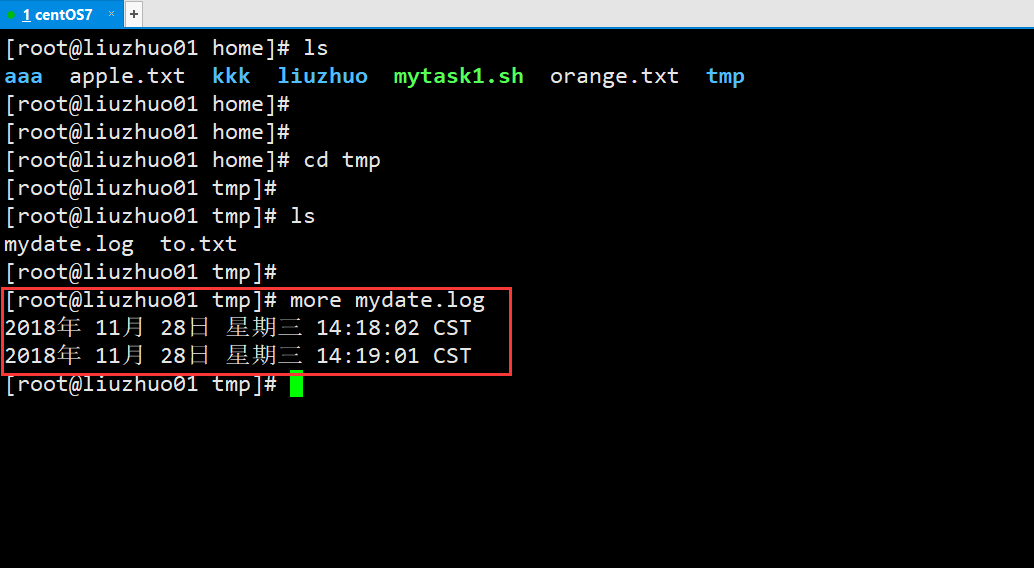 1 centOS7 × +
[root@liuzhuo01 home]# ls
aaa  apple.txt  kkk  liuzhuo  mytask1.sh  orange.txt  tmp
[root@liuzhuo01 home]#
[root@liuzhuo01 home]#
[root@liuzhuo01 home]# cd tmp
[root@liuzhuo01 tmp]#
[root@liuzhuo01 tmp]# ls
mydate.log  to.txt
[root@liuzhuo01 tmp]#
[root@liuzhuo01 tmp]# more mydate.log
2018年 11月 28日 星期三 14:18:02 CST
2018年 11月 28日 星期三 14:19:01 CST
[root@liuzhuo01 tmp]#